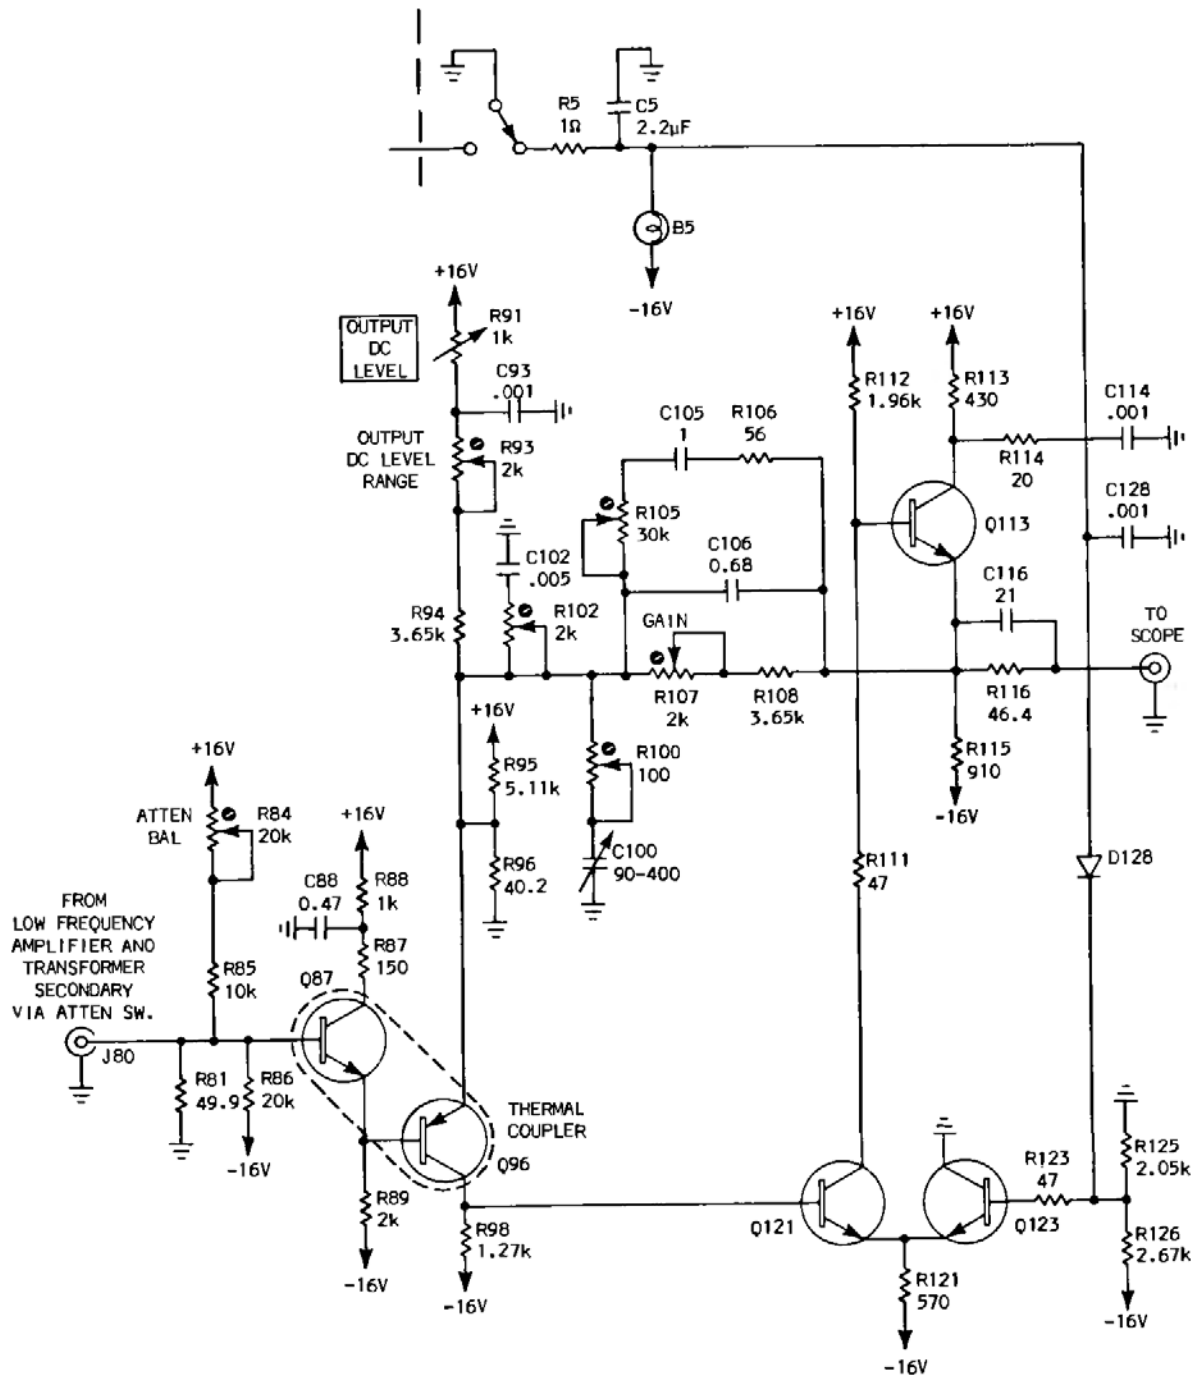 R5
1Ω
C5
2.2µF
B5
-16V
+16V
OUTPUT
DC
LEVEL
R91
1k
C93
.001
OUTPUT
DC LEVEL
RANGE
R93
2k
C105
1
R106
56
R105
30k
C106
0.68
C102
.005
R102
2k
R94
3.65k
GAIN
R107
2k
R108
3.65k
+16V
R112
1.96k
+16V
R113
430
C114
.001
R114
20
Q113
C128
.001
C116
21
TO
SCOPE
R116
46.4
R115
910
-16V
+16V
R95
5.11k
R96
40.2
R100
100
C100
90-400
R111
47
D128
+16V
ATTEN
BAL
R84
20k
+16V
C88
0.47
R88
1k
R87
150
FROM
LOW FREQUENCY
AMPLIFIER AND
TRANSFORMER
SECONDARY
VIA ATTEN SW.
R85
10k
Q87
J80
R81
49.9
R86
20k
-16V
THERMAL
COUPLER
Q96
R89
2k
-16V
R98
1.27k
-16V
Q121
Q123
R123
47
R125
2.05k
R126
2.67k
-16V
R121
570
-16V